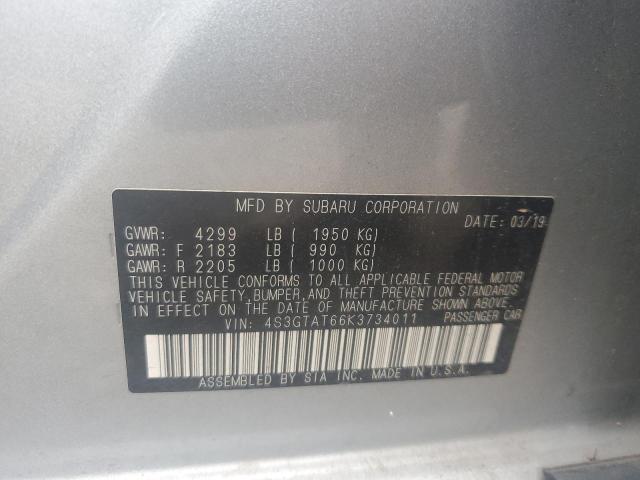 MFD BY SUBARU CORPORATION
DATE: 03/19
GVWR: 4299 LB ( 1950 KG)
GAWR: F 2183 LB ( 990 KG)
GAWR: R 2205 LB ( 1000 KG)
THIS VEHICLE CONFORMS TO ALL APPLICABLE FEDERAL MOTOR
VEHICLE SAFETY, BUMPER, AND THEFT PREVENTION STANDARDS
IN EFFECT ON THE DATE OF MANUFACTURE SHOWN ABOVE.
VIN: 4S3GTAT66K3734011 PASSENGER CAR
ASSEMBLED BY SIA INC. MADE IN U.S.A.